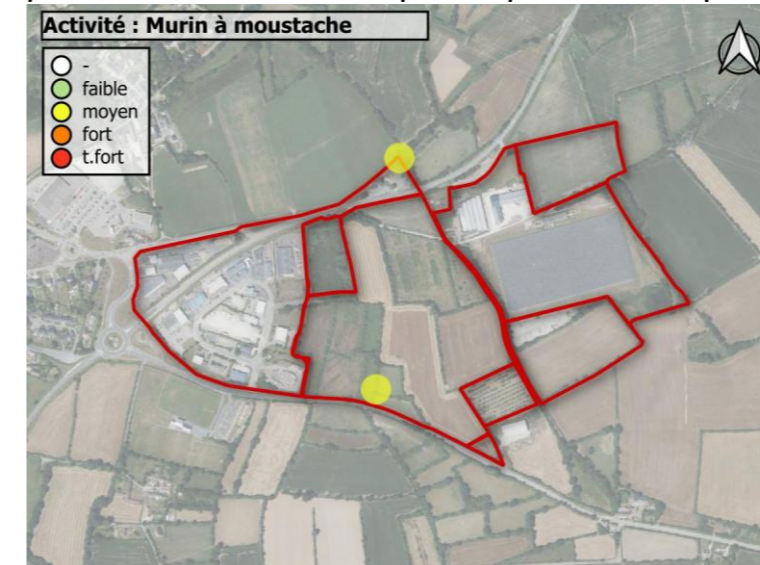 Activité : Murin à moustache
-
faible
moyen
fort
t.fort